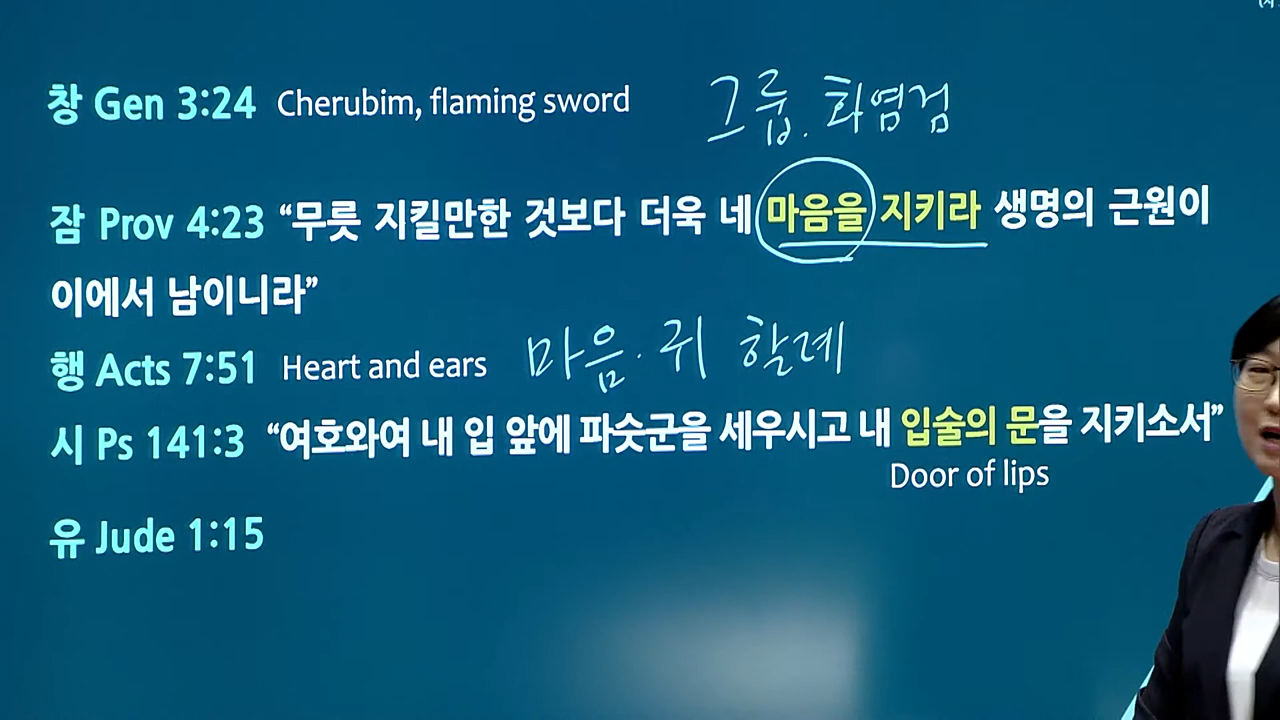 창 Gen 3:24 Cherubim, flaming sword 그룹. 화염검
잠 Prov 4:23 “무릇 지킬만한 것보다 더욱 네 마음을 지키라 생명의 근원이
이에서 남이니라”
행 Acts 7:51 Heart and ears 마음. 귀 할례
시 Ps 141:3 “여호와여 내 입 앞에 파숫군을 세우시고 내 입술의 문을 지키소서”
Door of lips
유 Jude 1:15